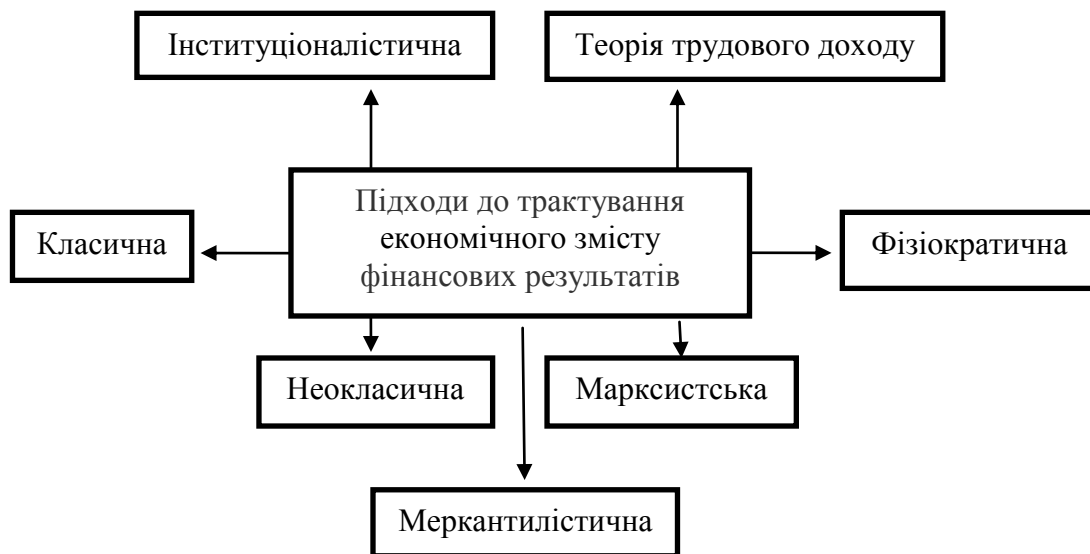 Інституціоналістична
Теорія трудового доходу
Підходи до трактування
економічного змісту
фінансових результатів
Класична
Фізіократична
Неокласична
Марксистська
Меркантилістична